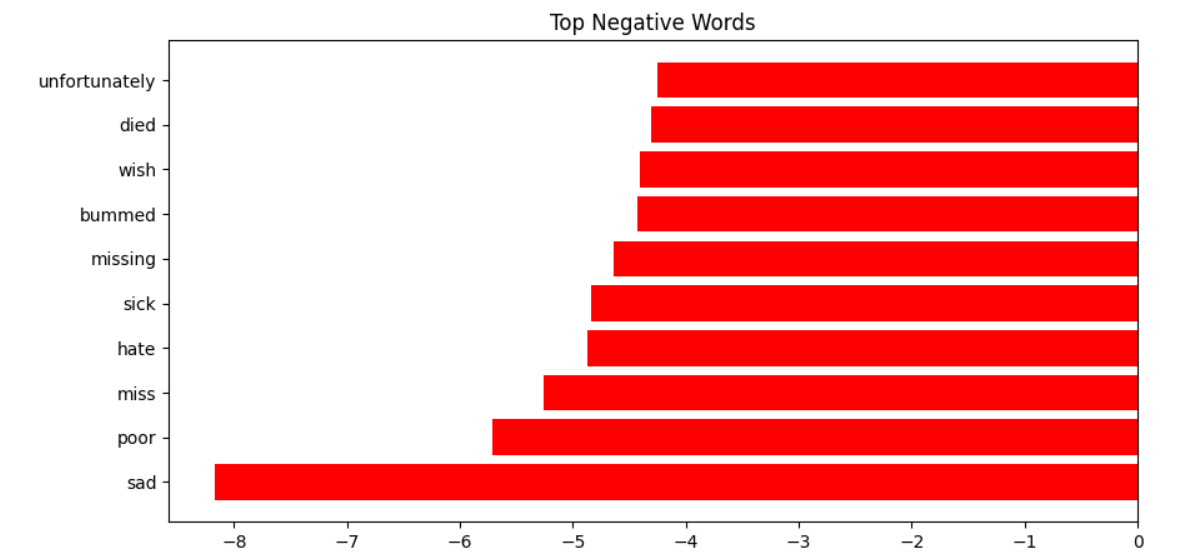 Top Negative Words
unfortunately
died
wish
bummed
missing
sick
hate
miss
poor
sad
−8 −7 −6 −5 −4 −3 −2 −1 0